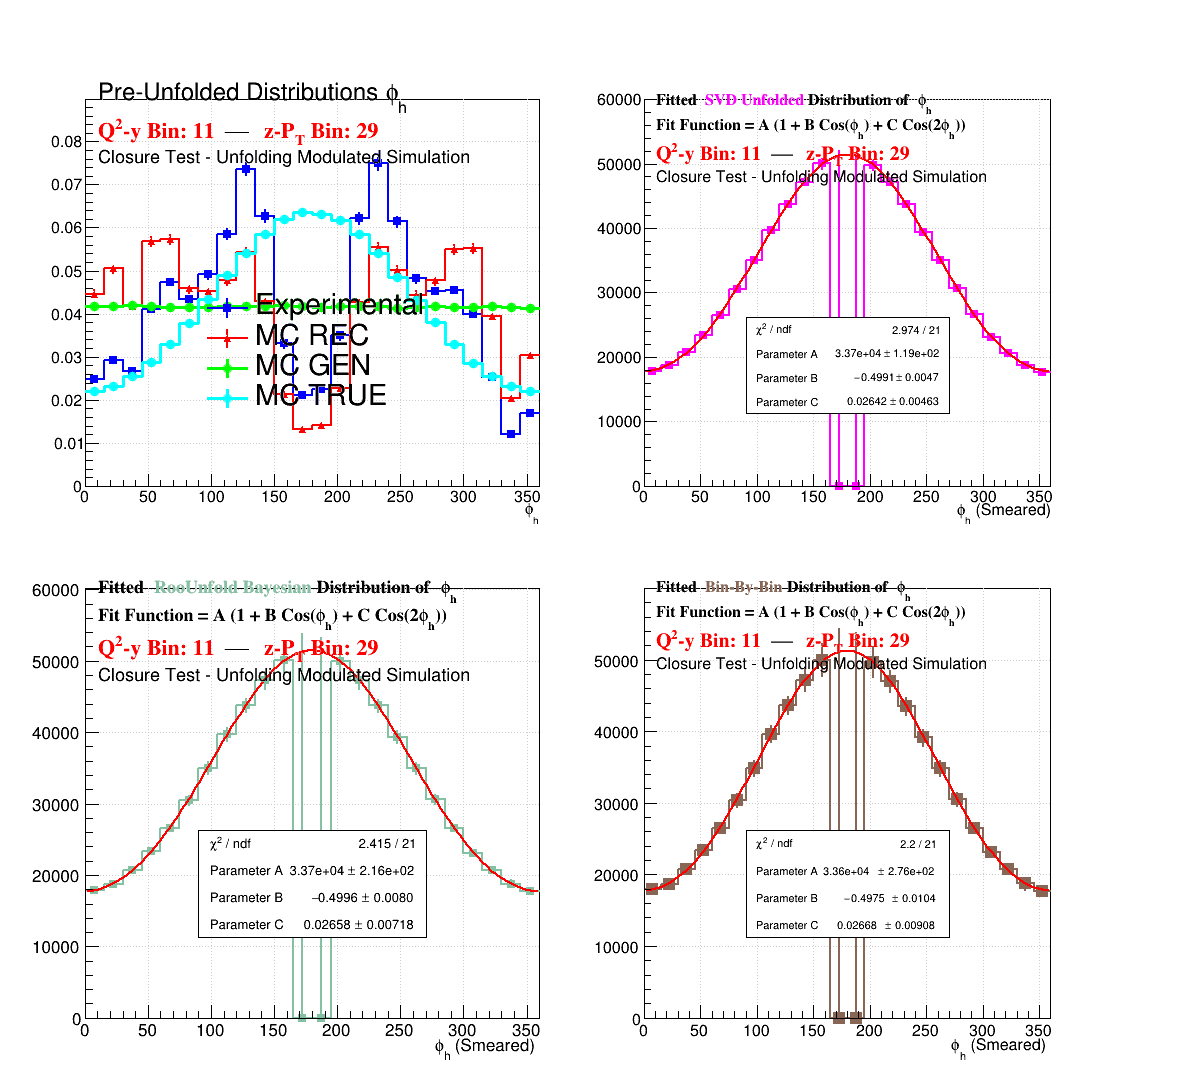 Pre-Unfolded Distributions ϕh
Q²-y Bin: 11 — z-PT Bin: 29
Closure Test - Unfolding Modulated Simulation
0.08
0.07
0.06
0.05
0.04
0.03
0.02
0.01
0
Experimental
MC REC
MC GEN
MC TRUE
0 50 100 150 200 250 300 350
ϕh
Fitted SVD Unfolded Distribution of ϕh
Fit Function = A (1 + B Cos(ϕh) + C Cos(2ϕh))
Q²-y Bin: 11 — z-PT Bin: 29
Closure Test - Unfolding Modulated Simulation
60000
50000
40000
30000
20000
10000
0
χ² / ndf 2.974 / 21
Parameter A 3.37e+04 ± 1.19e+02
Parameter B −0.4991 ± 0.0047
Parameter C 0.02642 ± 0.00463
0 50 100 150 200 250 300 350
ϕh (Smeared)
Fitted RooUnfold Bayesian Distribution of ϕh
Fit Function = A (1 + B Cos(ϕh) + C Cos(2ϕh))
Q²-y Bin: 11 — z-PT Bin: 29
Closure Test - Unfolding Modulated Simulation
60000
50000
40000
30000
20000
10000
0
χ² / ndf 2.415 / 21
Parameter A 3.37e+04 ± 2.16e+02
Parameter B −0.4996 ± 0.0080
Parameter C 0.02658 ± 0.00718
0 50 100 150 200 250 300 350
ϕh (Smeared)
Fitted Bin-By-Bin Distribution of ϕh
Fit Function = A (1 + B Cos(ϕh) + C Cos(2ϕh))
Q²-y Bin: 11 — z-PT Bin: 29
Closure Test - Unfolding Modulated Simulation
60000
50000
40000
30000
20000
10000
0
χ² / ndf 2.2 / 21
Parameter A 3.36e+04 ± 2.76e+02
Parameter B −0.4975 ± 0.0104
Parameter C 0.02668 ± 0.00908
0 50 100 150 200 250 300 350
ϕh (Smeared)